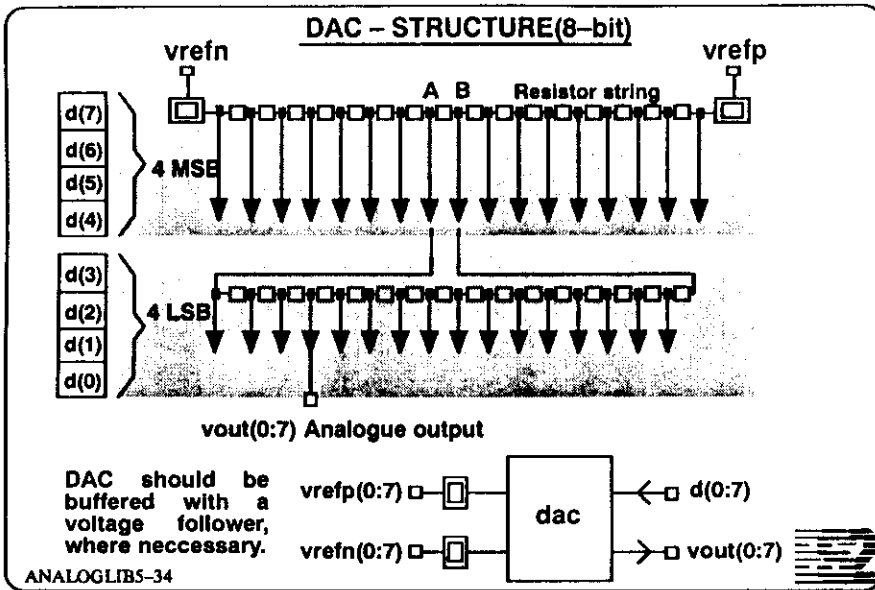 DAC – STRUCTURE(8–bit)
vrefn
vrefp
A B Resistor string
d(7)
d(6)
d(5)
d(4)
4 MSB
d(3)
d(2)
d(1)
d(0)
4 LSB
vout(0:7) Analogue output
DAC should be
buffered with a
voltage follower,
where neccessary.
vrefp(0:7)
vrefn(0:7)
dac
d(0:7)
vout(0:7)
ANALOGLIB5–34